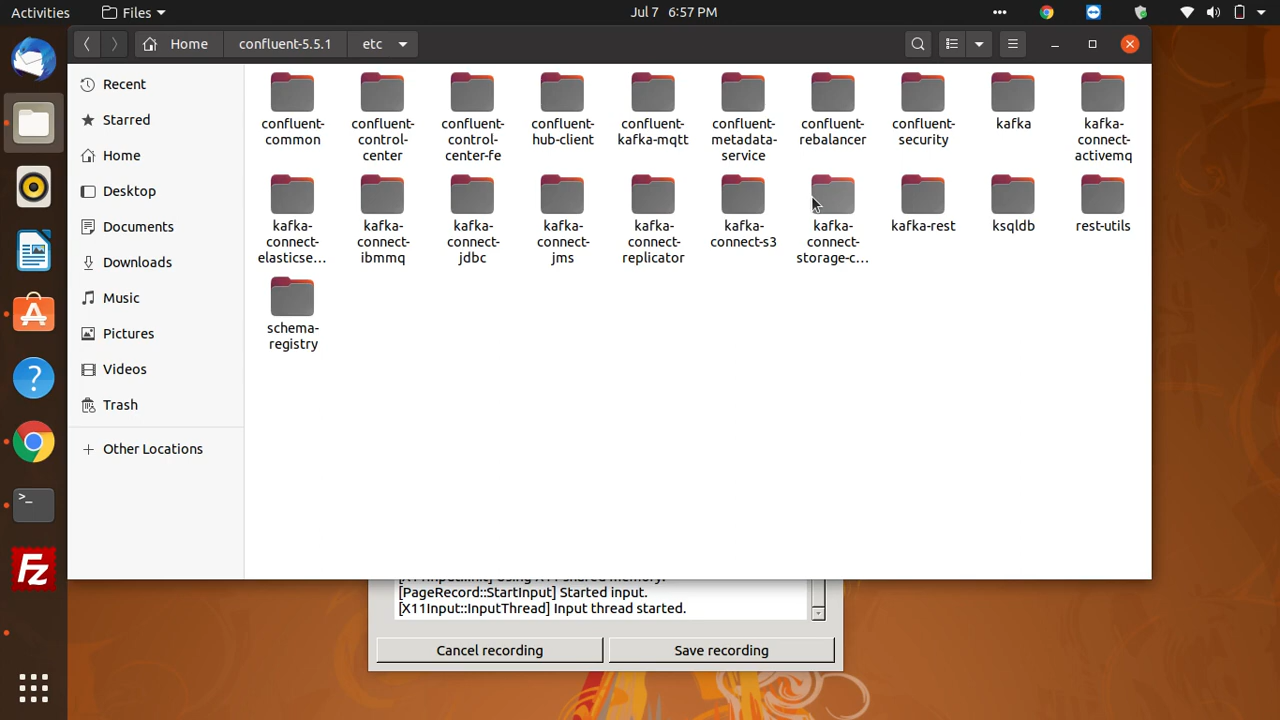 Activities
Files
Jul 7 6:57 PM
Home
confluent-5.5.1
etc
Recent
Starred
Home
Desktop
Documents
Downloads
Music
Pictures
Videos
Trash
+ Other Locations
confluent-
common
confluent-
control-
center
confluent-
control-
center-fe
confluent-
hub-client
confluent-
kafka-mqtt
confluent-
metadata-
service
confluent-
rebalancer
confluent-
security
kafka
kafka-
connect-
activemq
kafka-
connect-
elasticse...
kafka-
connect-
ibmmq
kafka-
connect-
jdbc
kafka-
connect-
jms
kafka-
connect-
replicator
kafka-
connect-s3
kafka-
connect-
storage-c...
kafka-rest
ksqldb
rest-utils
schema-
registry
[PageRecord::StartInput] Started input.
[X11Input::InputThread] Input thread started.
Cancel recording
Save recording